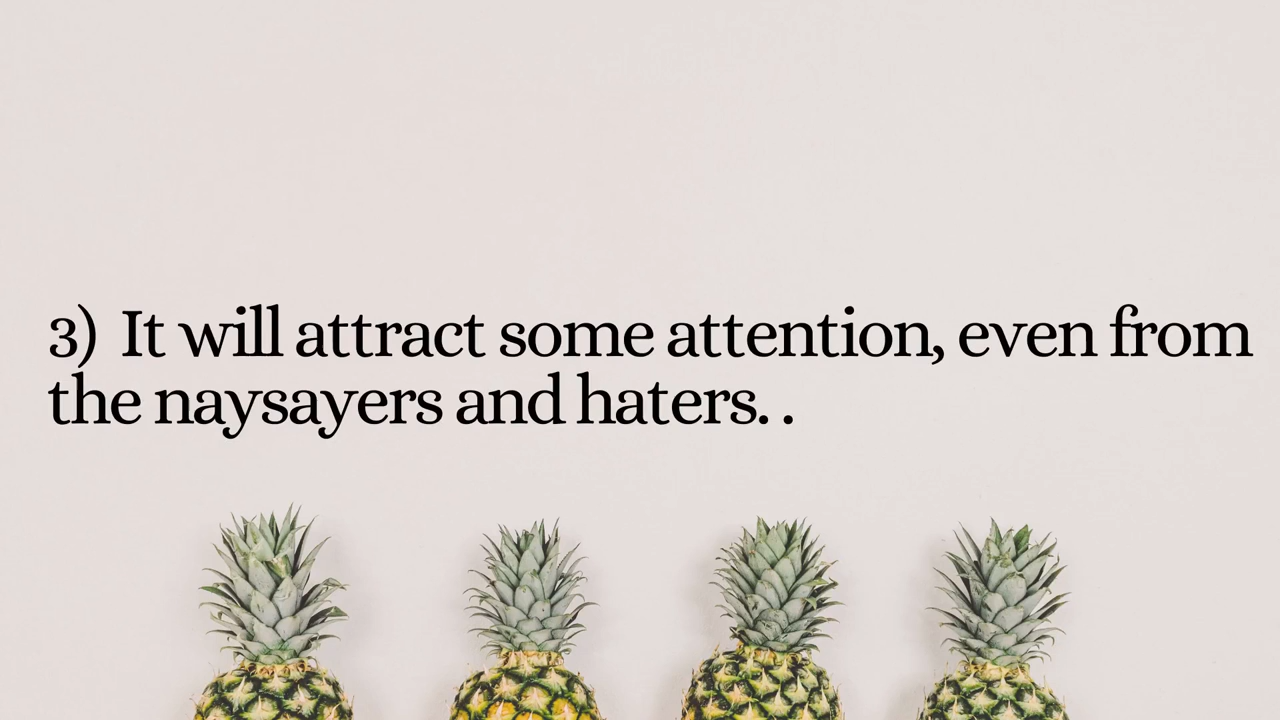 3) It will attract some attention, even from
the naysayers and haters. .